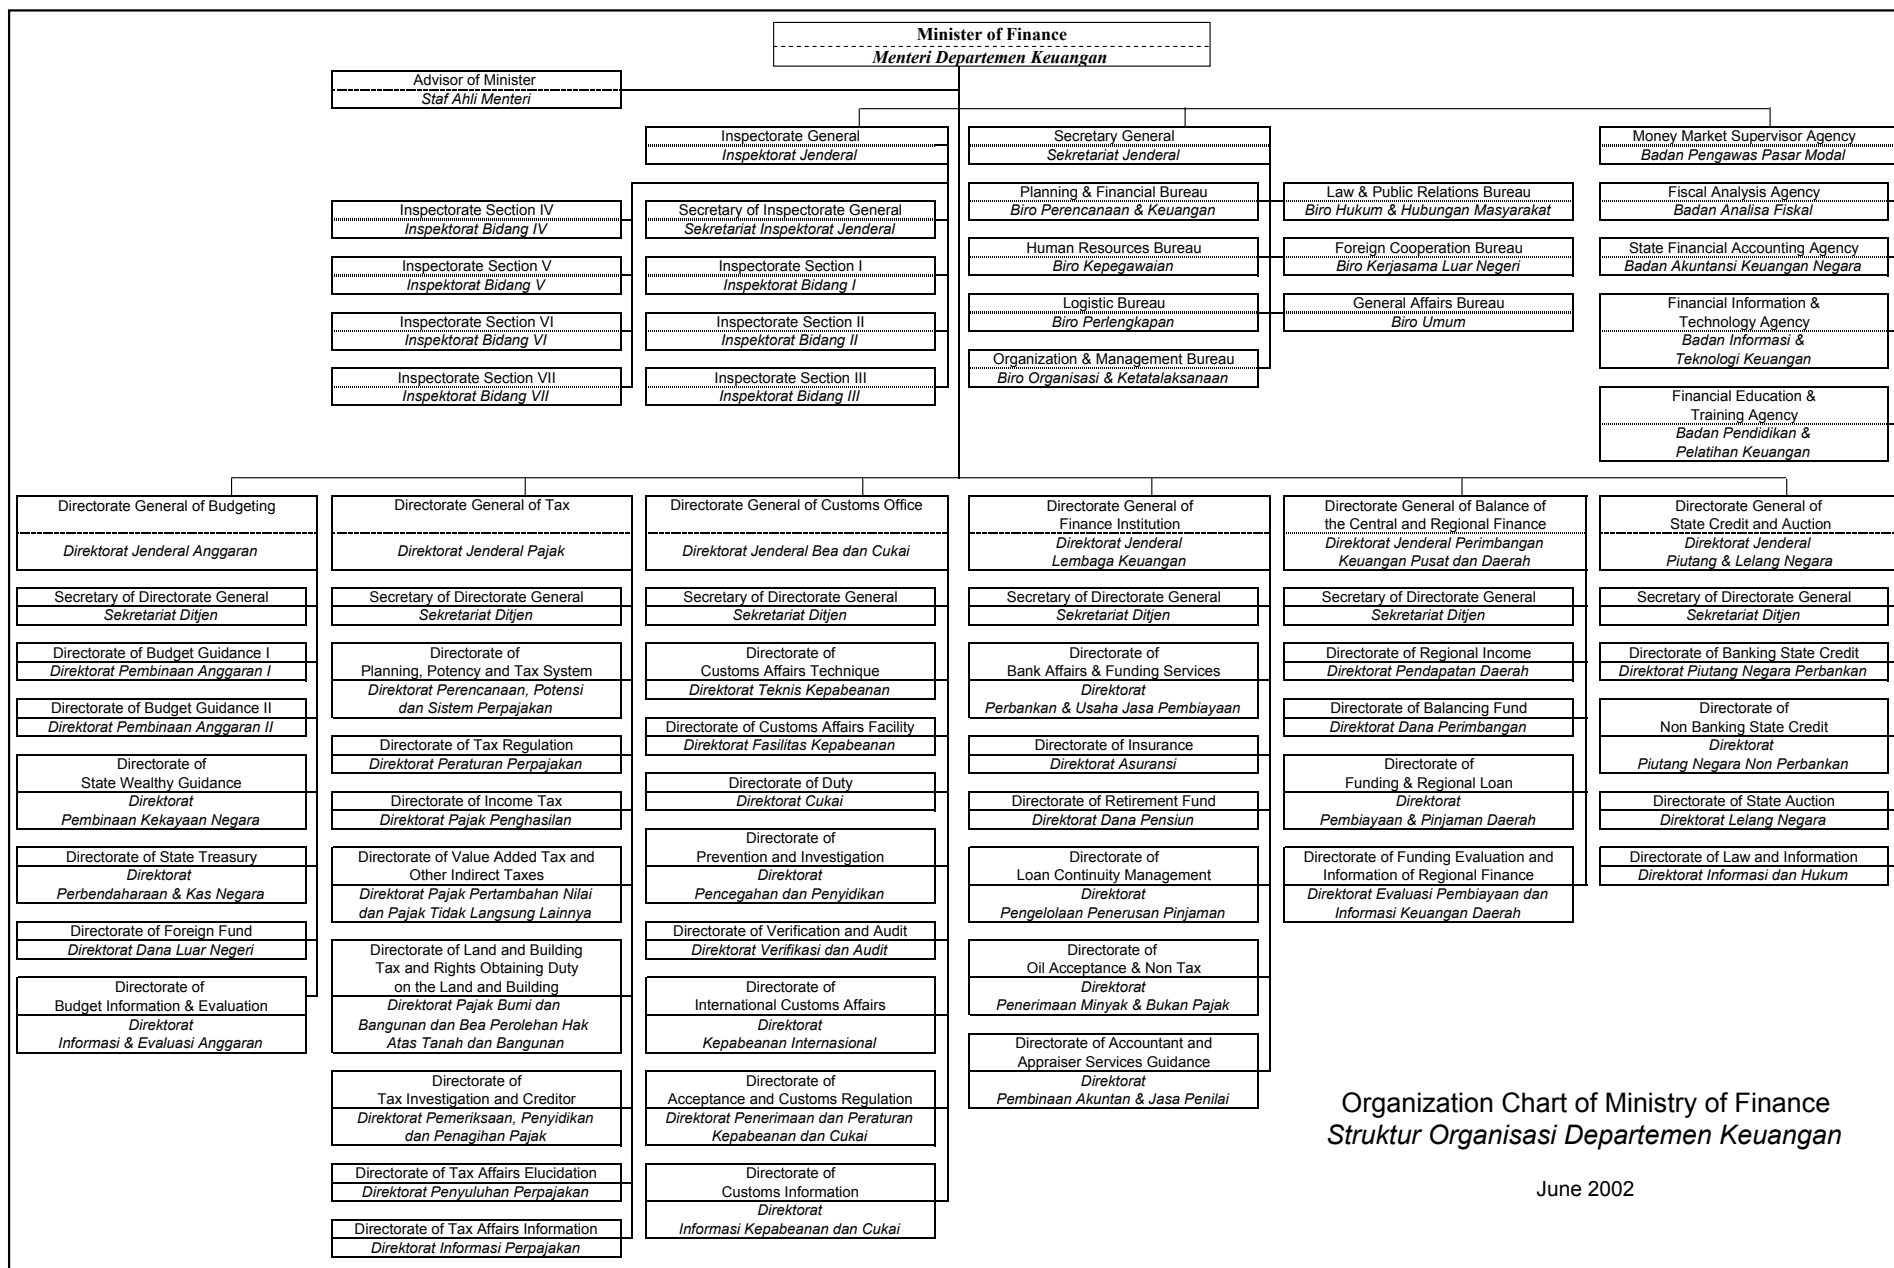 Minister of Finance
Menteri Departemen Keuangan
Advisor of Minister
Staf Ahli Menteri
Inspectorate General
Inspektorat Jenderal
Secretary General
Sekretariat Jenderal
Money Market Supervisor Agency
Badan Pengawas Pasar Modal
Inspectorate Section IV
Inspektorat Bidang IV
Inspectorate Section V
Inspektorat Bidang V
Inspectorate Section VI
Inspektorat Bidang VI
Inspectorate Section VII
Inspektorat Bidang VII
Secretary of Inspectorate General
Sekretariat Inspektorat Jenderal
Inspectorate Section I
Inspektorat Bidang I
Inspectorate Section II
Inspektorat Bidang II
Inspectorate Section III
Inspektorat Bidang III
Planning & Financial Bureau
Biro Perencanaan & Keuangan
Human Resources Bureau
Biro Kepegawaian
Logistic Bureau
Biro Perlengkapan
Organization & Management Bureau
Biro Organisasi & Ketatalaksanaan
Law & Public Relations Bureau
Biro Hukum & Hubungan Masyarakat
Foreign Cooperation Bureau
Biro Kerjasama Luar Negeri
General Affairs Bureau
Biro Umum
Fiscal Analysis Agency
Badan Analisa Fiskal
State Financial Accounting Agency
Badan Akuntansi Keuangan Negara
Financial Information &
Technology Agency
Badan Informasi &
Teknologi Keuangan
Financial Education &
Training Agency
Badan Pendidikan &
Pelatihan Keuangan
Directorate General of Budgeting
Direktorat Jenderal Anggaran
Secretary of Directorate General
Sekretariat Ditjen
Directorate of Budget Guidance I
Direktorat Pembinaan Anggaran I
Directorate of Budget Guidance II
Direktorat Pembinaan Anggaran II
Directorate of
State Wealthy Guidance
Direktorat
Pembinaan Kekayaan Negara
Directorate of State Treasury
Direktorat
Perbendaharaan & Kas Negara
Directorate of Foreign Fund
Direktorat Dana Luar Negeri
Directorate of
Budget Information & Evaluation
Direktorat
Informasi & Evaluasi Anggaran
Directorate General of Tax
Direktorat Jenderal Pajak
Secretary of Directorate General
Sekretariat Ditjen
Directorate of
Planning, Potency and Tax System
Direktorat Perencanaan, Potensi
dan Sistem Perpajakan
Directorate of Tax Regulation
Direktorat Peraturan Perpajakan
Directorate of Income Tax
Direktorat Pajak Penghasilan
Directorate of Value Added Tax and
Other Indirect Taxes
Direktorat Pajak Pertambahan Nilai
dan Pajak Tidak Langsung Lainnya
Directorate of Land and Building
Tax and Rights Obtaining Duty
on the Land and Building
Direktorat Pajak Bumi dan
Bangunan dan Bea Perolehan Hak
Atas Tanah dan Bangunan
Directorate of
Tax Investigation and Creditor
Direktorat Pemeriksaan, Penyidikan
dan Penagihan Pajak
Directorate of Tax Affairs Elucidation
Direktorat Penyuluhan Perpajakan
Directorate of Tax Affairs Information
Direktorat Informasi Perpajakan
Directorate General of Customs Office
Direktorat Jenderal Bea dan Cukai
Secretary of Directorate General
Sekretariat Ditjen
Directorate of
Customs Affairs Technique
Direktorat Teknis Kepabeanan
Directorate of Customs Affairs Facility
Direktorat Fasilitas Kepabeanan
Directorate of Duty
Direktorat Cukai
Directorate of
Prevention and Investigation
Direktorat
Pencegahan dan Penyidikan
Directorate of Verification and Audit
Direktorat Verifikasi dan Audit
Directorate of
International Customs Affairs
Direktorat
Kepabeanan Internasional
Directorate of
Acceptance and Customs Regulation
Direktorat Penerimaan dan Peraturan
Kepabeanan dan Cukai
Directorate of
Customs Information
Direktorat
Informasi Kepabeanan dan Cukai
Directorate General of
Finance Institution
Direktorat Jenderal
Lembaga Keuangan
Secretary of Directorate General
Sekretariat Ditjen
Directorate of
Bank Affairs & Funding Services
Direktorat
Perbankan & Usaha Jasa Pembiayaan
Directorate of Insurance
Direktorat Asuransi
Directorate of Retirement Fund
Direktorat Dana Pensiun
Directorate of
Loan Continuity Management
Direktorat
Pengelolaan Penerusan Pinjaman
Directorate of
Oil Acceptance & Non Tax
Direktorat
Penerimaan Minyak & Bukan Pajak
Directorate of Accountant and
Appraiser Services Guidance
Direktorat
Pembinaan Akuntan & Jasa Penilai
Directorate General of Balance of
the Central and Regional Finance
Direktorat Jenderal Perimbangan
Keuangan Pusat dan Daerah
Secretary of Directorate General
Sekretariat Ditjen
Directorate of Regional Income
Direktorat Pendapatan Daerah
Directorate of Balancing Fund
Direktorat Dana Perimbangan
Directorate of
Funding & Regional Loan
Direktorat
Pembiayaan & Pinjaman Daerah
Directorate of Funding Evaluation and
Information of Regional Finance
Direktorat Evaluasi Pembiayaan dan
Informasi Keuangan Daerah
Directorate General of
State Credit and Auction
Direktorat Jenderal
Piutang & Lelang Negara
Secretary of Directorate General
Sekretariat Ditjen
Directorate of Banking State Credit
Direktorat Piutang Negara Perbankan
Directorate of
Non Banking State Credit
Direktorat
Piutang Negara Non Perbankan
Directorate of State Auction
Direktorat Lelang Negara
Directorate of Law and Information
Direktorat Informasi dan Hukum
Organization Chart of Ministry of Finance
Struktur Organisasi Departemen Keuangan
June 2002